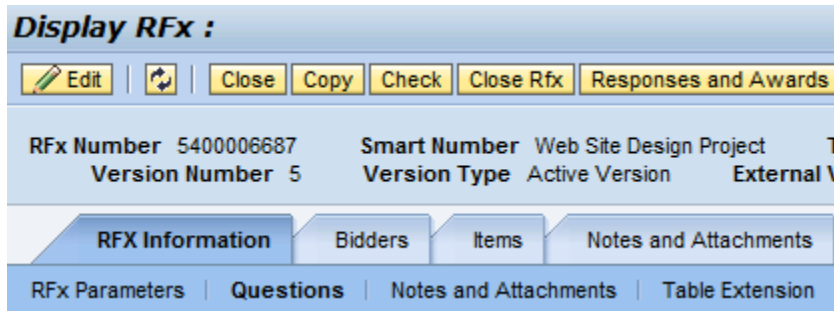 Display RFx :
Edit | | Close Copy Check Close Rfx Responses and Awards
RFx Number 5400006687 Smart Number Web Site Design Project
Version Number 5 Version Type Active Version External
RFX Information Bidders Items Notes and Attachments
RFx Parameters | Questions | Notes and Attachments | Table Extension